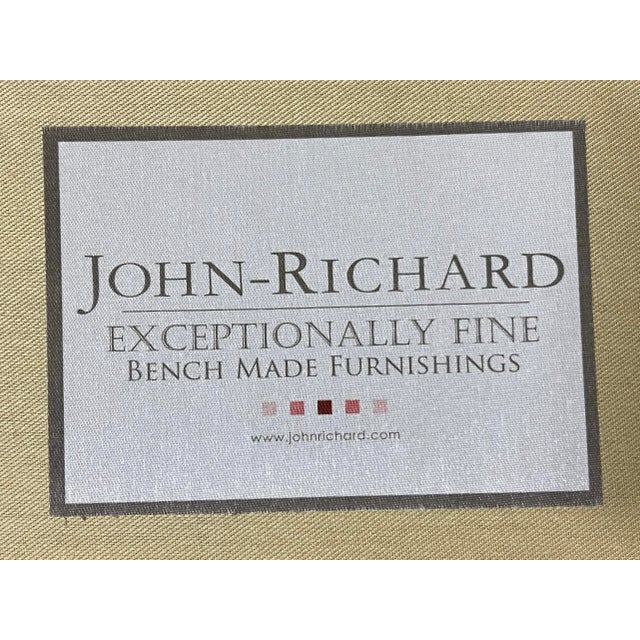 JOHN-RICHARD
EXCEPTIONALLY FINE
BENCH MADE FURNISHINGS
www.johnrichard.com